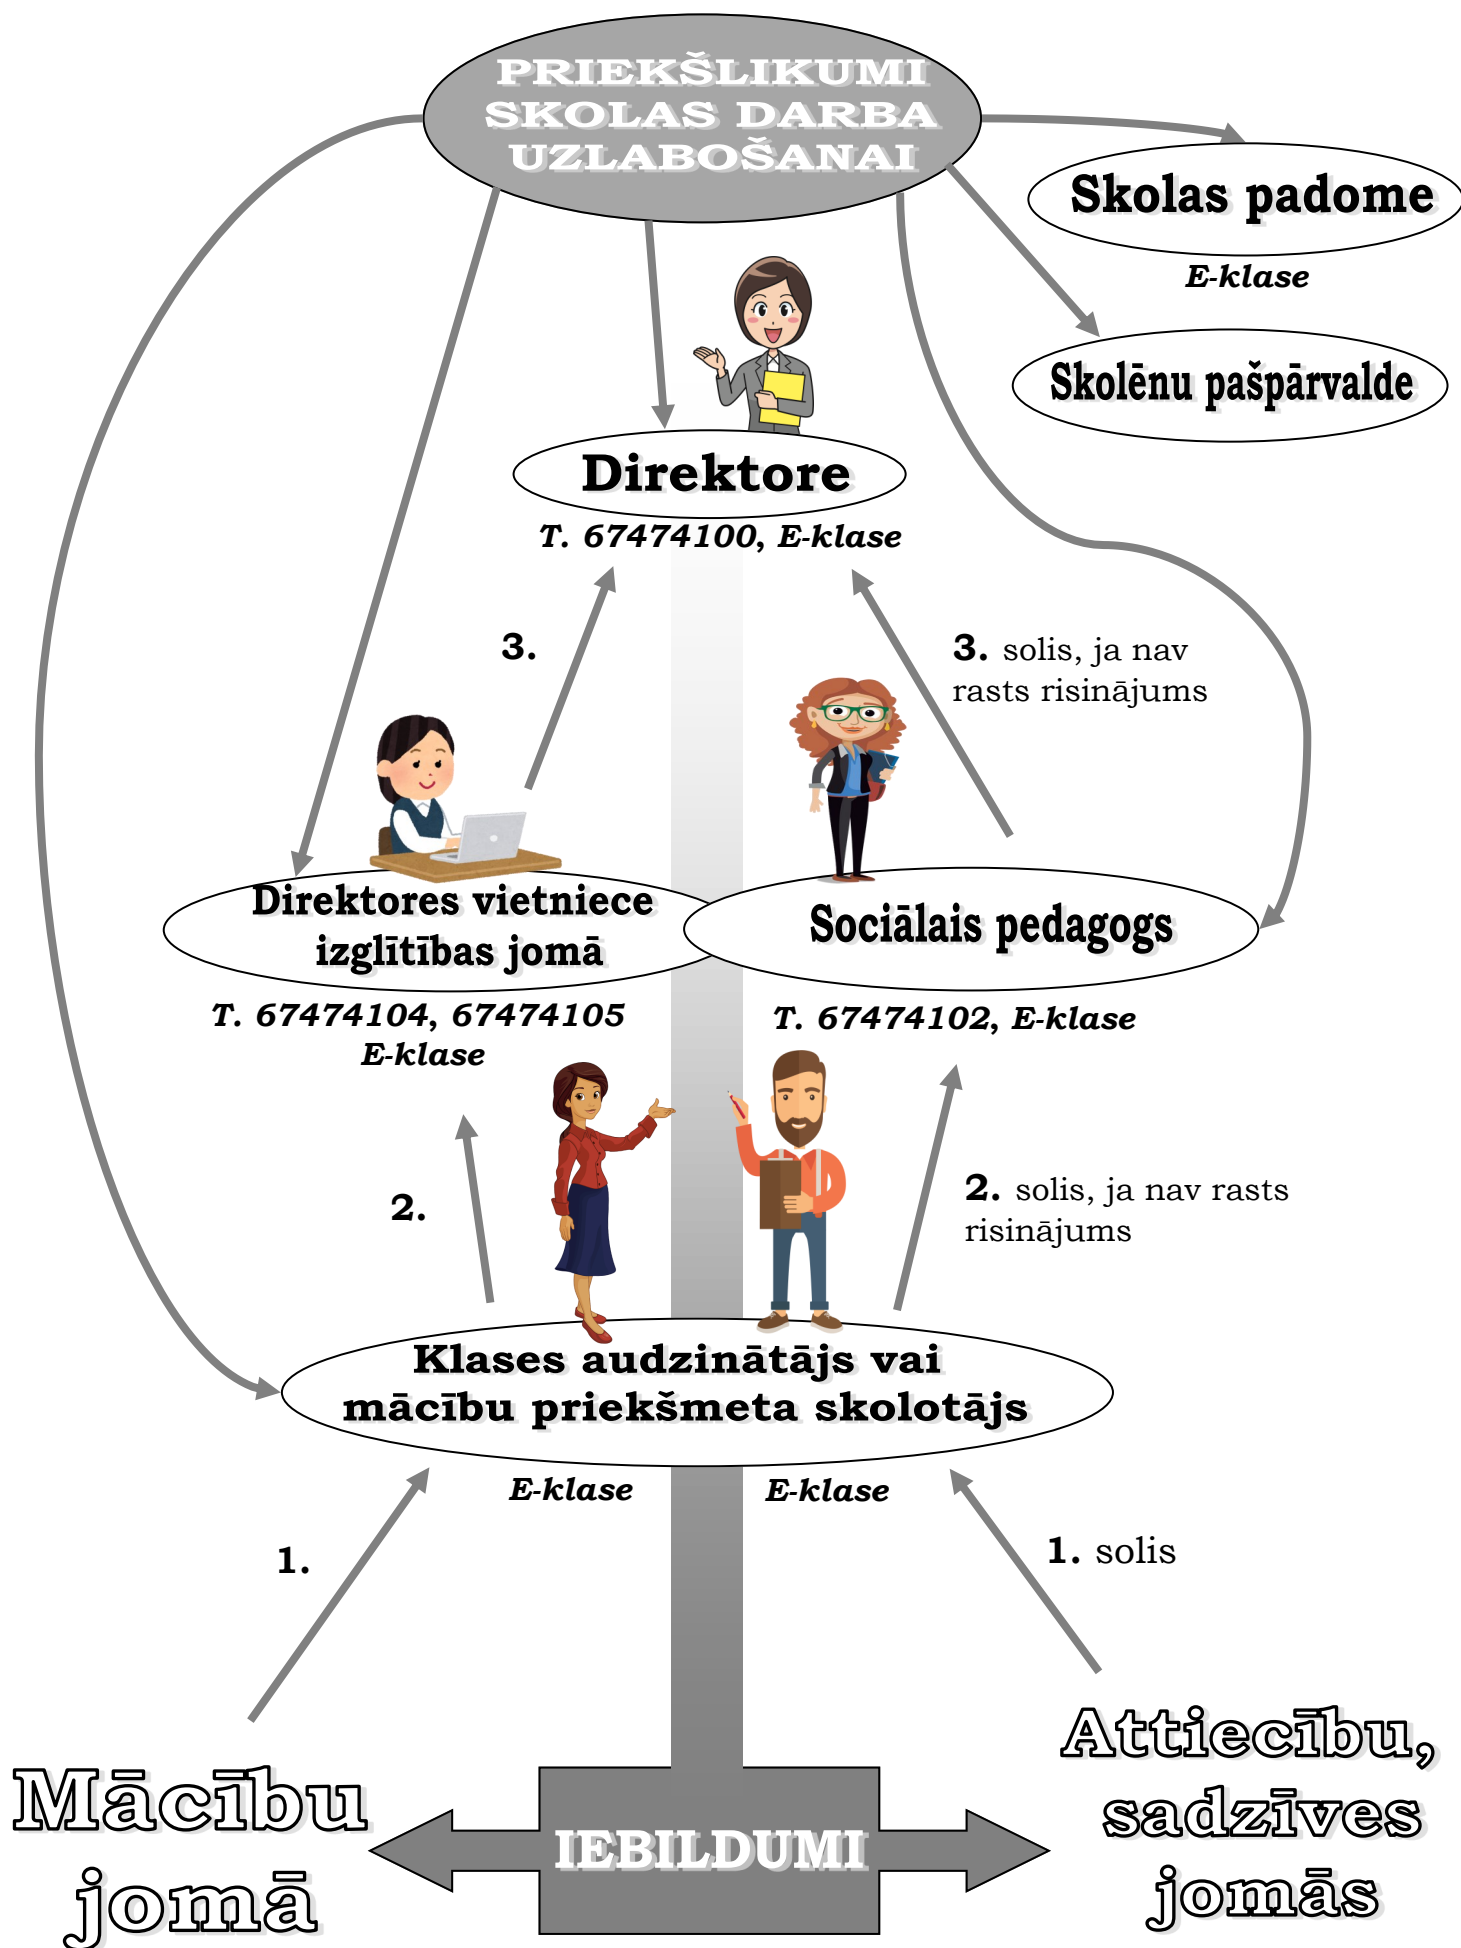 PRIEKŠLIKUMI
SKOLAS DARBA
UZLABOŠANAI
Skolas padome
E-klase
Skolēnu pašpārvalde
Direktore
T. 67474100, E-klase
3.
3. solis, ja nav
rasts risinājums
Direktores vietniece
izglītības jomā
Sociālais pedagogs
T. 67474104, 67474105
E-klase
T. 67474102, E-klase
2.
2. solis, ja nav rasts
risinājums
Klases audzinātājs vai
mācību priekšmeta skolotājs
E-klase
E-klase
1.
1. solis
Mācību
jomā
IEBILDUMI
Attiecību,
sadzīves
jomās